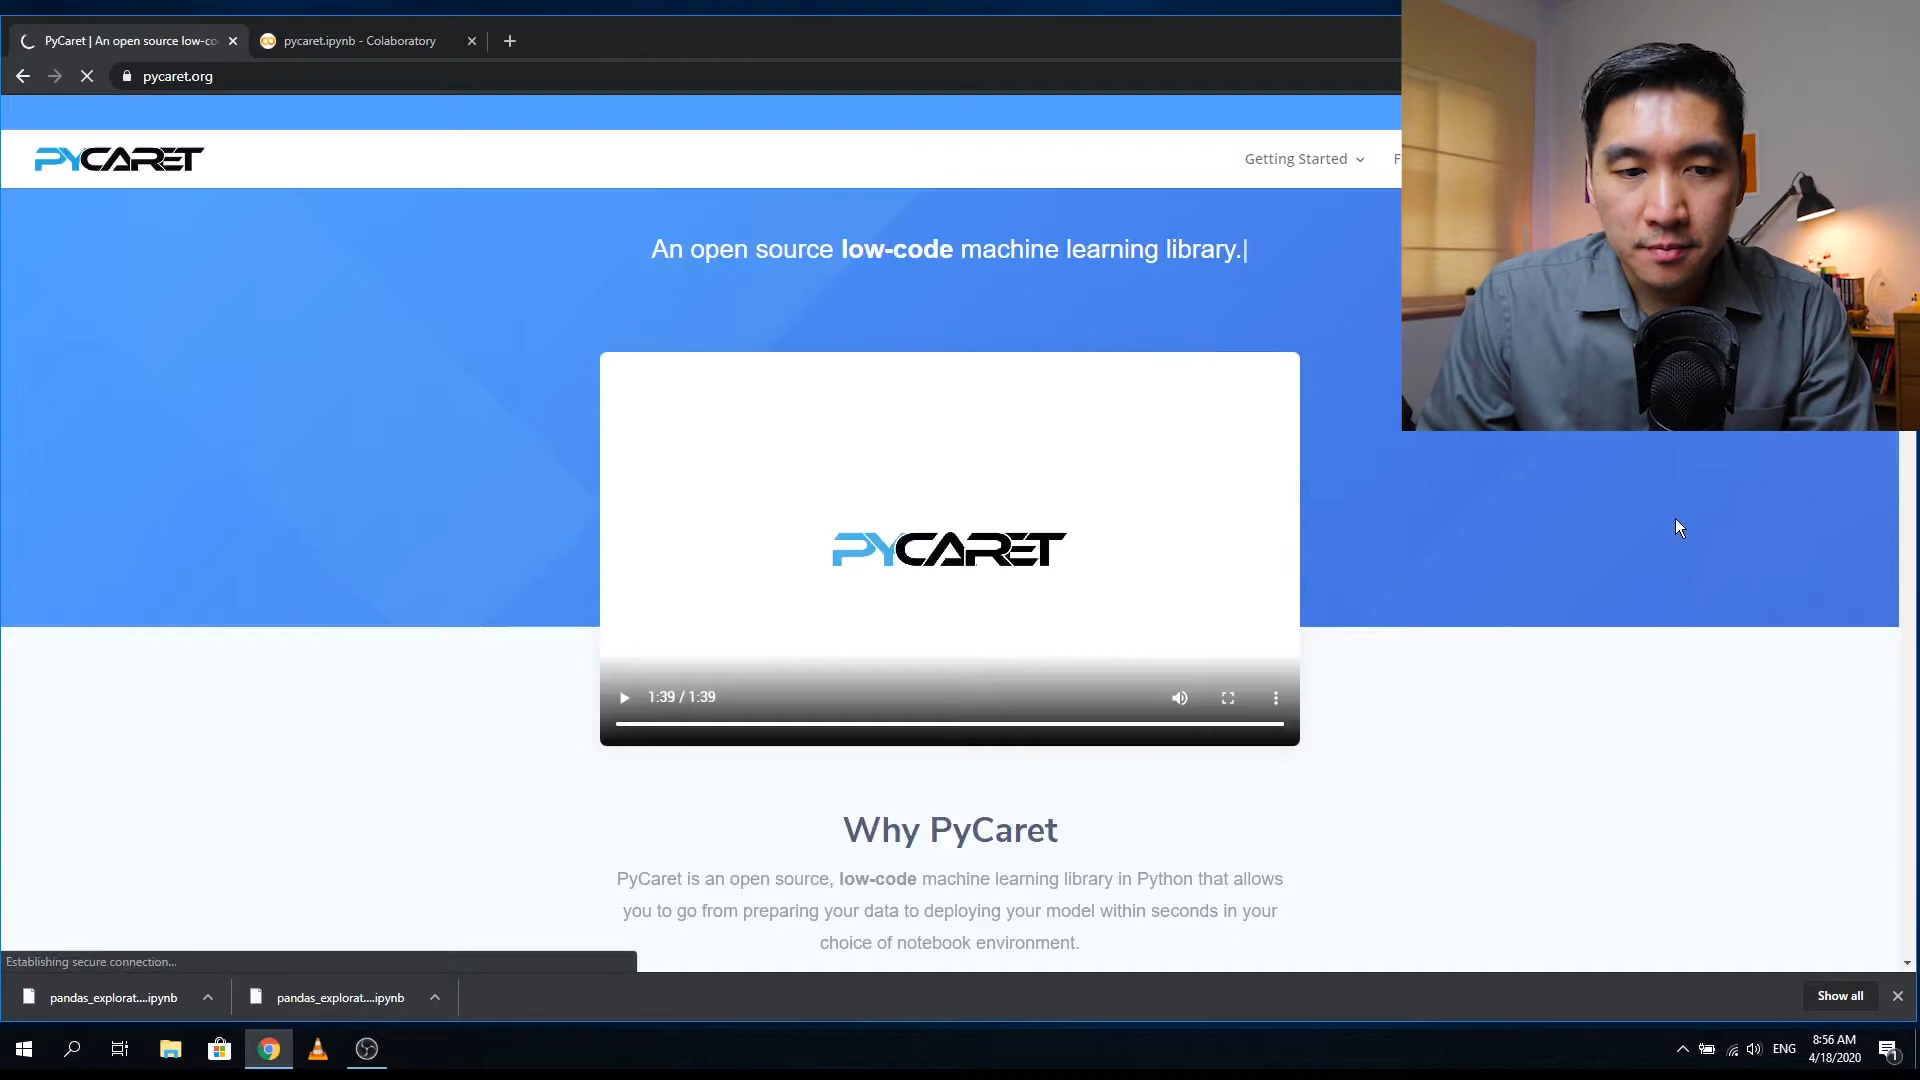 PyCaret | An open source low-co
pycaret.ipynb - Colaboratory
pycaret.org
PYCARET
Getting Started
F
An open source low-code machine learning library.|
PYCARET
1:39 / 1:39
Why PyCaret
PyCaret is an open source, low-code machine learning library in Python that allows
you to go from preparing your data to deploying your model within seconds in your
choice of notebook environment.
Establishing secure connection...
pandas_explorat....ipynb
pandas_explorat....ipynb
Show all
ENG
8:56 AM
4/18/2020
1